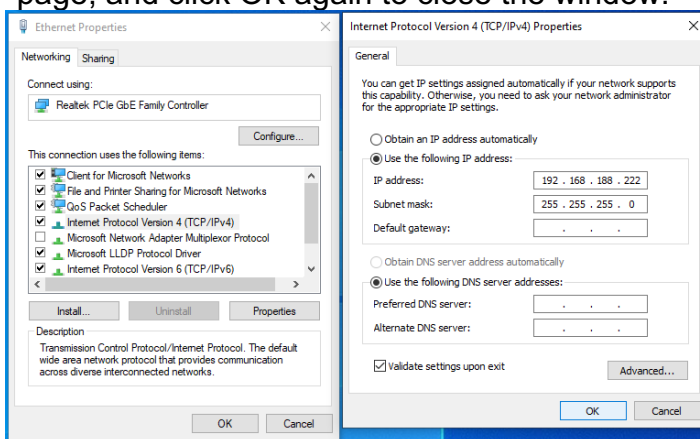 page, and click OK again to close the window.
Ethernet Properties
Networking Sharing
Connect using:
Realtek PCIe GbE Family Controller
Configure...
This connection uses the following items:
Client for Microsoft Networks
File and Printer Sharing for Microsoft Networks
QoS Packet Scheduler
Internet Protocol Version 4 (TCP/IPv4)
Microsoft Network Adapter Multiplexor Protocol
Microsoft LLDP Protocol Driver
Internet Protocol Version 6 (TCP/IPv6)
Install... Uninstall Properties
Description
Transmission Control Protocol/Internet Protocol. The default
wide area network protocol that provides communication
across diverse interconnected networks.
OK Cancel
Internet Protocol Version 4 (TCP/IPv4) Properties
General
You can get IP settings assigned automatically if your network supports
this capability. Otherwise, you need to ask your network administrator
for the appropriate IP settings.
Obtain an IP address automatically
Use the following IP address:
IP address: 192 . 168 . 188 . 222
Subnet mask: 255 . 255 . 255 . 0
Default gateway: . . .
Obtain DNS server address automatically
Use the following DNS server addresses:
Preferred DNS server: . . .
Alternate DNS server: . . .
Validate settings upon exit
Advanced...
OK Cancel